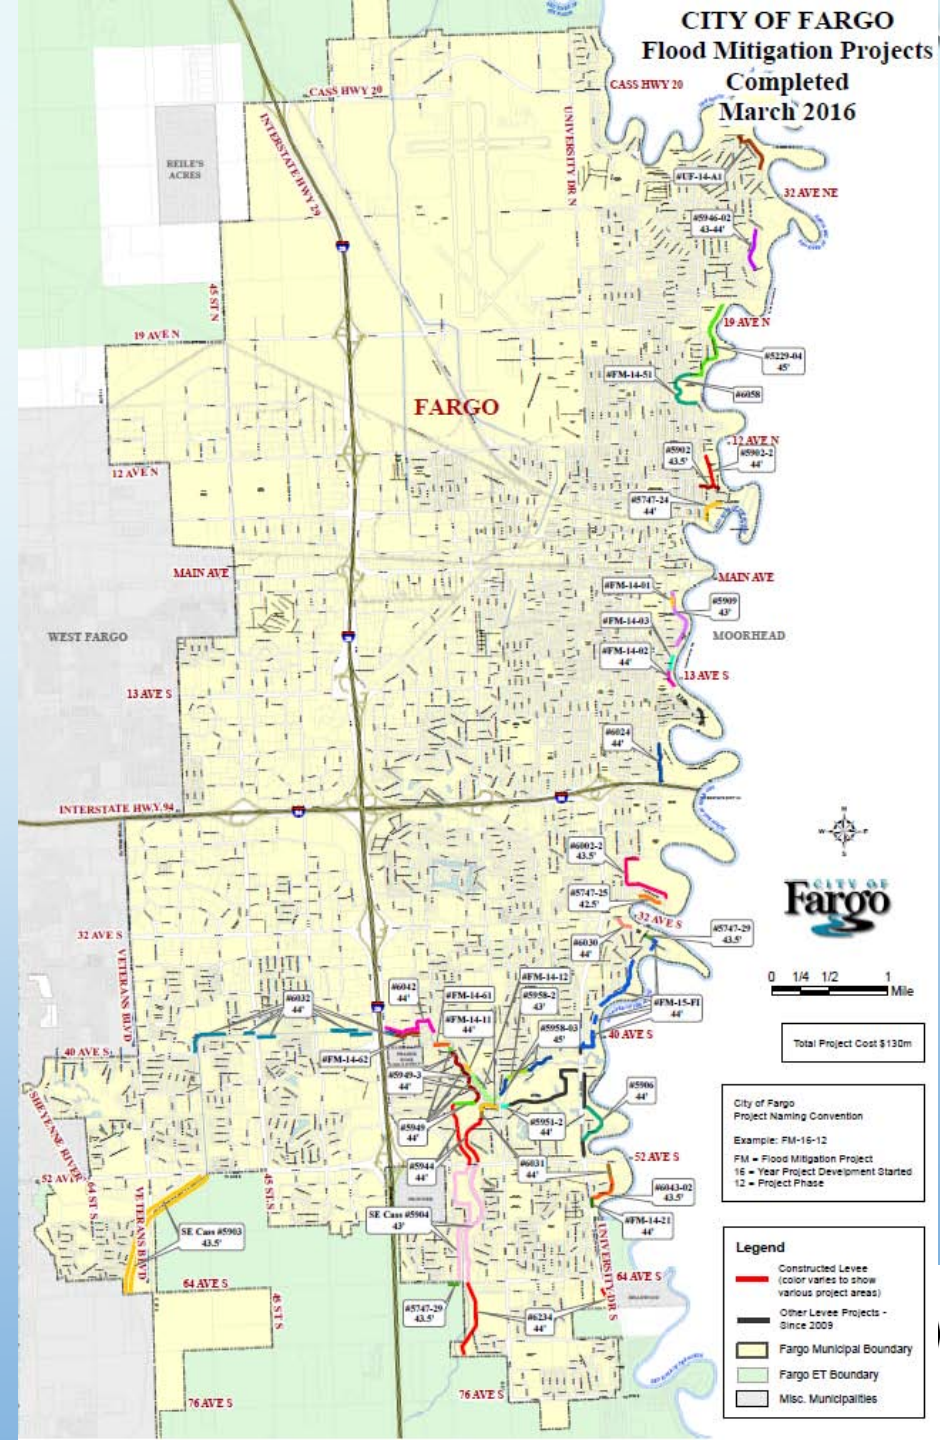 CITY OF FARGO
Flood Mitigation Projects
Completed
March 2016
CASS HWY 20
CASS HWY 20
INTERSTATE HWY 29
UNIVERSITY DR N
REILE'S
ACRES
#UF-14-A1
32 AVE NE
#5946-02
43-44'
45 ST N
19 AVE N
19 AVE N
#5229-04
45'
#FM-14-51
#6058
FARGO
12 AVE N
#5902
43.5'
#5902-2
44'
12 AVE N
#5747-24
44'
MAIN AVE
MAIN AVE
#FM-14-01
#5909
43'
#FM-14-03
WEST FARGO
MOORHEAD
#FM-14-02
44'
13 AVE S
13 AVE S
#6024
44'
INTERSTATE HWY 94
N
W
E
S
#6002-2
43.5'
#5747-25
42.5'
CITY OF
Fargo
32 AVE S
32 AVE S
#5747-29
43.5'
#6030
44'
VETERANS BLVD
#FM-14-12
#6042
44'
#FM-14-61
#5958-2
43'
#6032
44'
#FM-15-F1
44'
0 1/4 1/2 1
Mile
#FM-14-11
44'
#5958-03
45'
40 AVE S
40 AVE S
#FM-14-62
Total Project Cost $130m
#5949-3
44'
#5906
44'
SHEYENNE RIVER
#5949
44'
#5951-2
44'
City of Fargo
Project Naming Convention
Example: FM-16-12
FM = Flood Mitigation Project
16 = Year Project Develpment Started
12 = Project Phase
52 AVE S
52 AVE S
#5944
44'
#6031
44'
64 ST S
VETERANS BLVD
45 ST S
#6043-02
43.5'
SE Cass #5904
43'
#FM-14-21
44'
SE Cass #5903
43.5'
UNIVERSITY DR S
64 AVE S
64 AVE S
45 ST S
#5747-29
43.5'
#6234
44'
76 AVE S
76 AVE S
Legend
Constructed Levee
(color varies to show
various project areas)
Other Levee Projects -
Since 2009
Fargo Municipal Boundary
Fargo ET Boundary
Misc. Municipalities